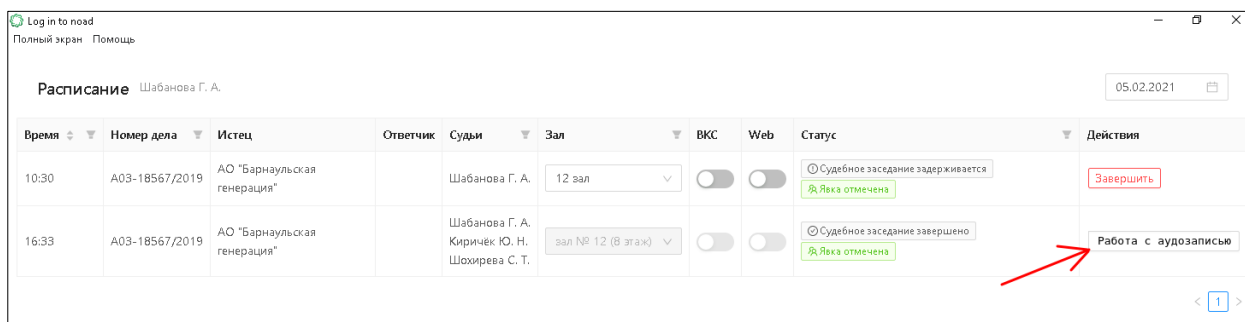 Log in to noad
Полный экран Помощь
Расписание Шабанова Г. А.
05.02.2021
Время Номер дела Истец Ответчик Судьи Зал ВКС Web Статус Действия
10:30 А03-18567/2019 АО "Барнаульская генерация" Шабанова Г. А. 12 зал Судебное заседание задерживается Завершить
Явка отмечена
16:33 А03-18567/2019 АО "Барнаульская генерация" Шабанова Г. А. Киричёк Ю. Н. Шохирева С. Т. зал № 12 (8 этаж) Судебное заседание завершено Работа с аудозаписью
Явка отмечена
1